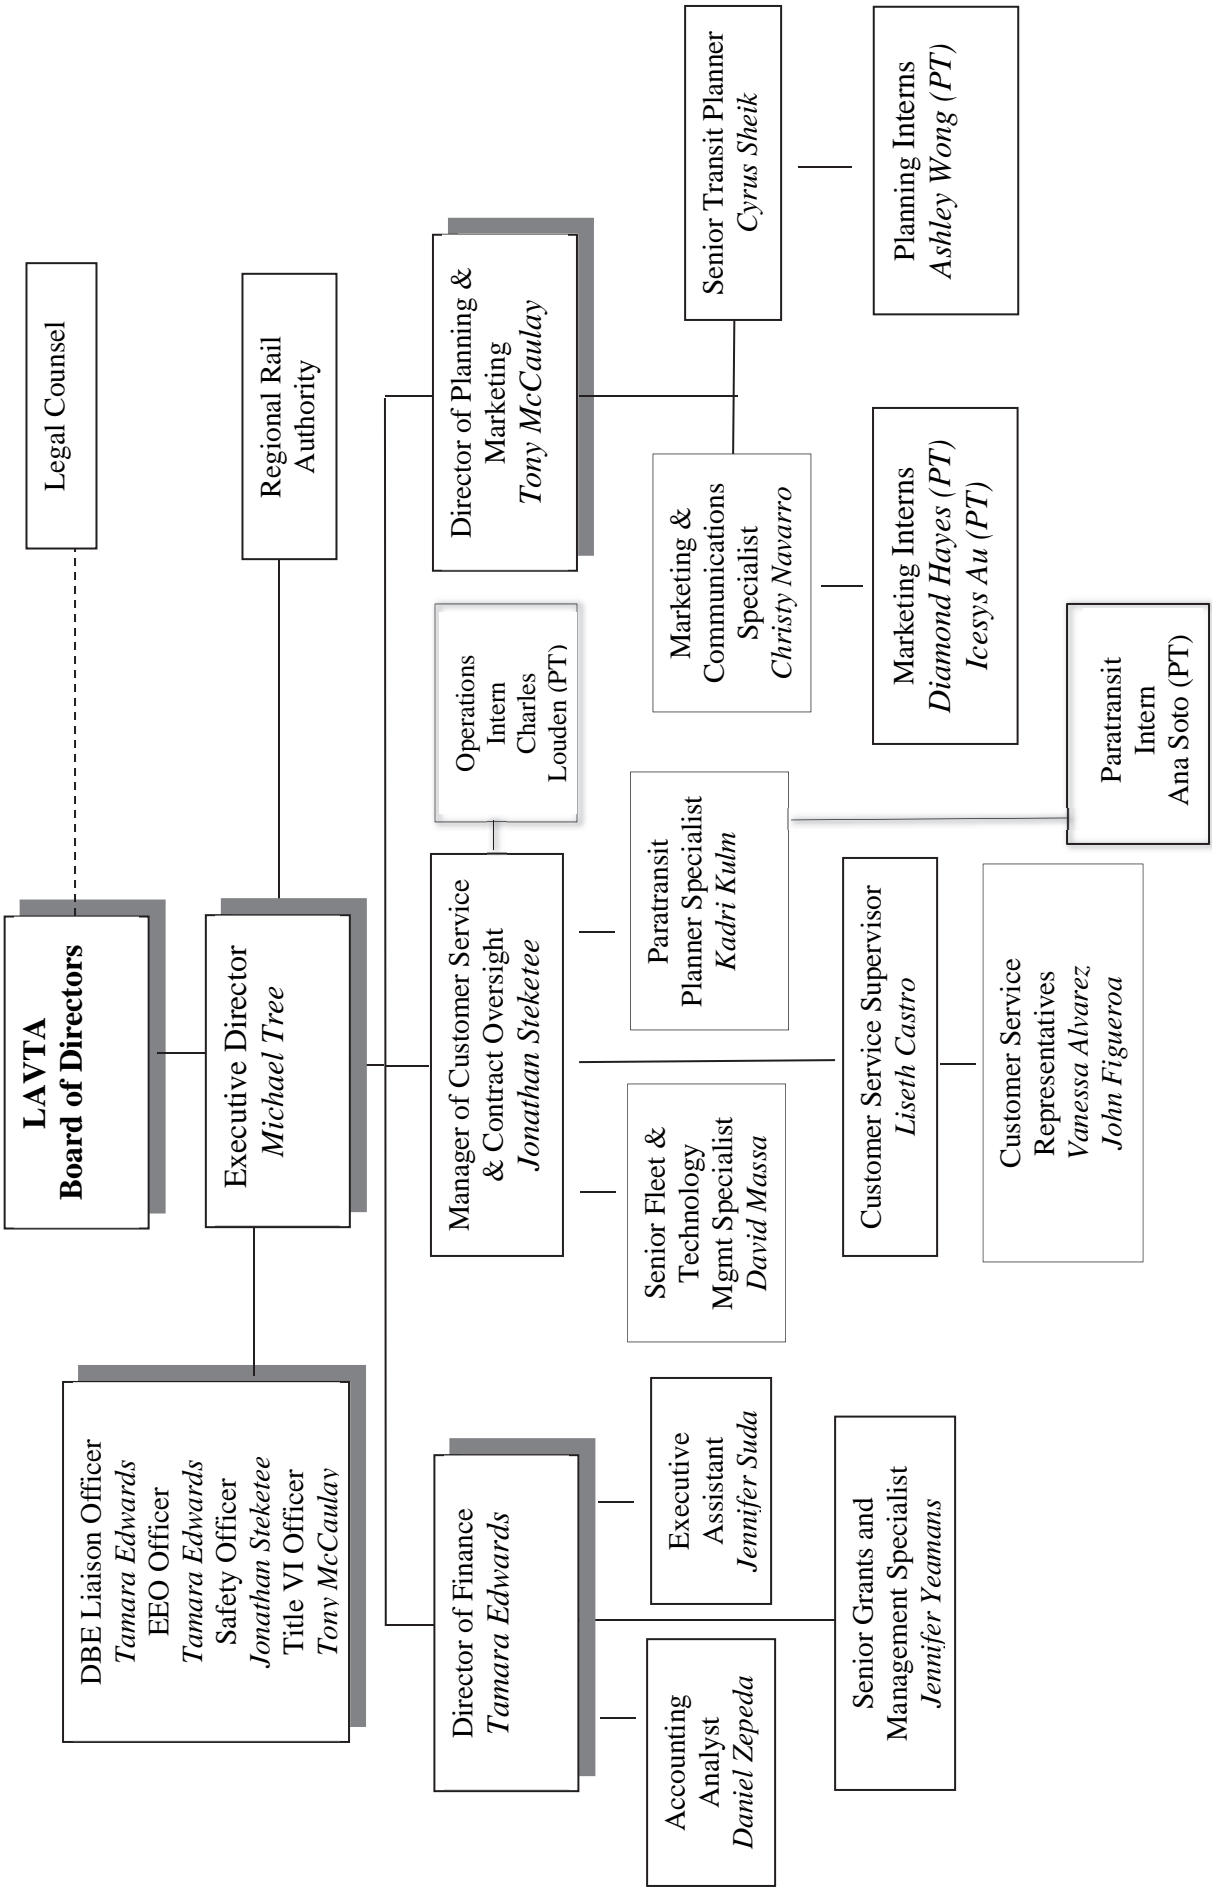 LAVTA
Board of Directors
Legal Counsel
DBE Liaison Officer
Tamara Edwards
EEO Officer
Tamara Edwards
Safety Officer
Jonathan Steketee
Title VI Officer
Tony McCaulay
Executive Director
Michael Tree
Regional Rail
Authority
Director of Finance
Tamara Edwards
Manager of Customer Service
& Contract Oversight
Jonathan Steketee
Operations
Intern
Charles
Louden (PT)
Director of Planning &
Marketing
Tony McCaulay
Accounting
Analyst
Daniel Zepeda
Executive
Assistant
Jennifer Suda
Senior Fleet &
Technology
Mgmt Specialist
David Massa
Paratransit
Planner Specialist
Kadri Kulm
Marketing &
Communications
Specialist
Christy Navarro
Senior Transit Planner
Cyrus Sheik
Senior Grants and
Management Specialist
Jennifer Yeamans
Customer Service Supervisor
Liseth Castro
Marketing Interns
Diamond Hayes (PT)
Icesys Au (PT)
Planning Interns
Ashley Wong (PT)
Customer Service
Representatives
Vanessa Alvarez
John Figueroa
Paratransit
Intern
Ana Soto (PT)